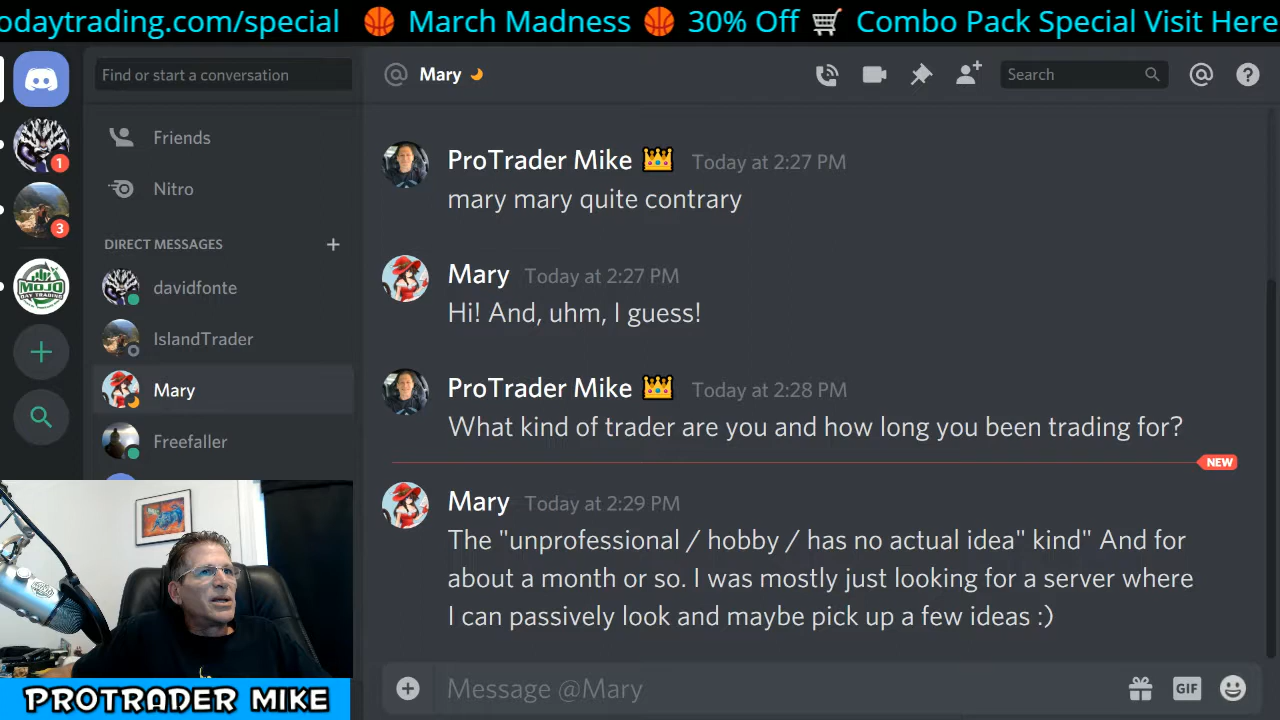 odaytrading.com/special 🏀 March Madness 🏀 30% Off 🛒 Combo Pack Special Visit Here
Find or start a conversation
@ Mary
Search
Friends
Nitro
DIRECT MESSAGES
davidfonte
IslandTrader
Mary
Freefaller
1
3
MOJO
DAY TRADING
ProTrader Mike 👑 Today at 2:27 PM
mary mary quite contrary
Mary Today at 2:27 PM
Hi! And, uhm, I guess!
ProTrader Mike 👑 Today at 2:28 PM
What kind of trader are you and how long you been trading for?
NEW
Mary Today at 2:29 PM
The "unprofessional / hobby / has no actual idea" kind" And for
about a month or so. I was mostly just looking for a server where
I can passively look and maybe pick up a few ideas :)
Message @Mary
GIF
PROTRADER MIKE